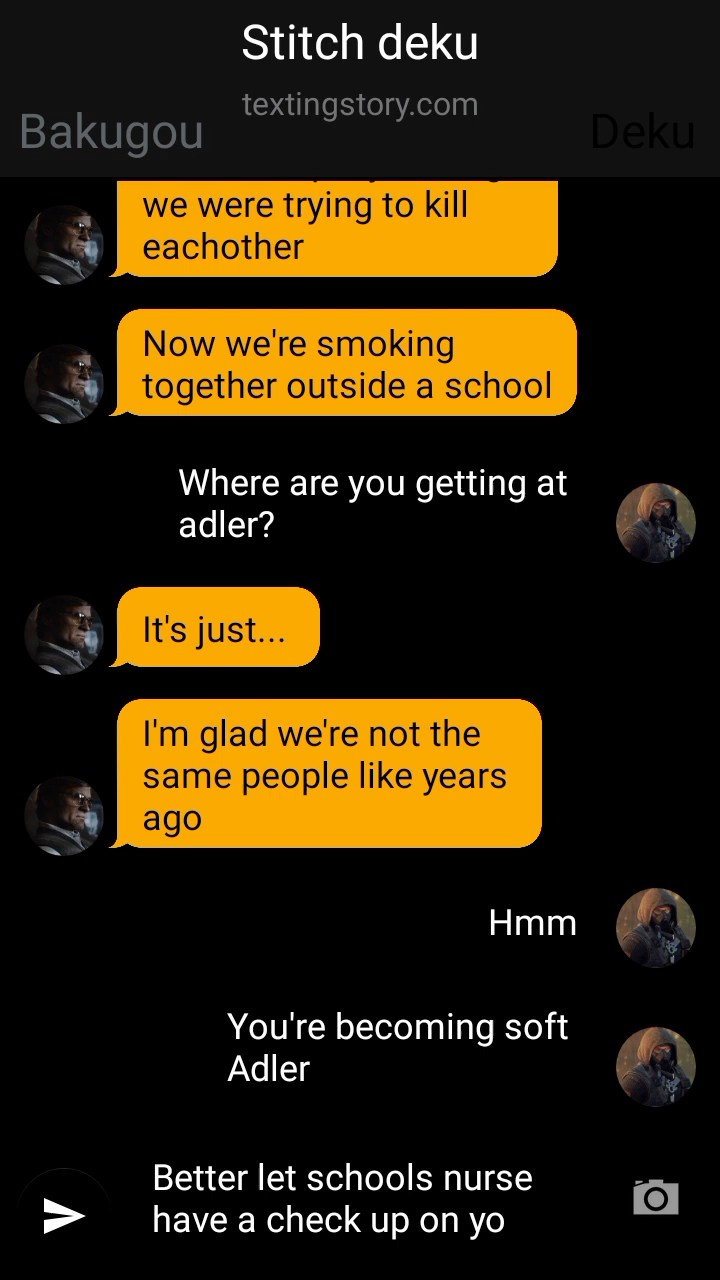 Stitch deku
textingstory.com
Bakugou
Deku
we were trying to kill
eachother
Now we're smoking
together outside a school
Where are you getting at
adler?
It's just...
I'm glad we're not the
same people like years
ago
Hmm
You're becoming soft
Adler
Better let schools nurse
have a check up on yo